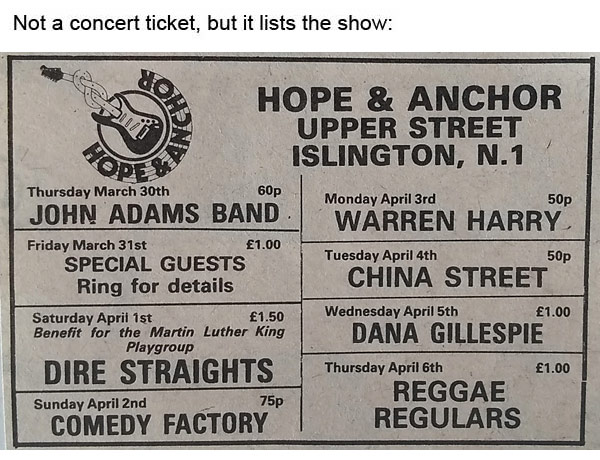 Not a concert ticket, but it lists the show:
HOPE & ANCHOR
HOPE & ANCHOR
UPPER STREET
ISLINGTON, N.1
Thursday March 30th 60p
JOHN ADAMS BAND
Friday March 31st £1.00
SPECIAL GUESTS
Ring for details
Saturday April 1st £1.50
Benefit for the Martin Luther King
Playgroup
DIRE STRAIGHTS
Sunday April 2nd 75p
COMEDY FACTORY
Monday April 3rd 50p
WARREN HARRY
Tuesday April 4th 50p
CHINA STREET
Wednesday April 5th £1.00
DANA GILLESPIE
Thursday April 6th £1.00
REGGAE
REGULARS